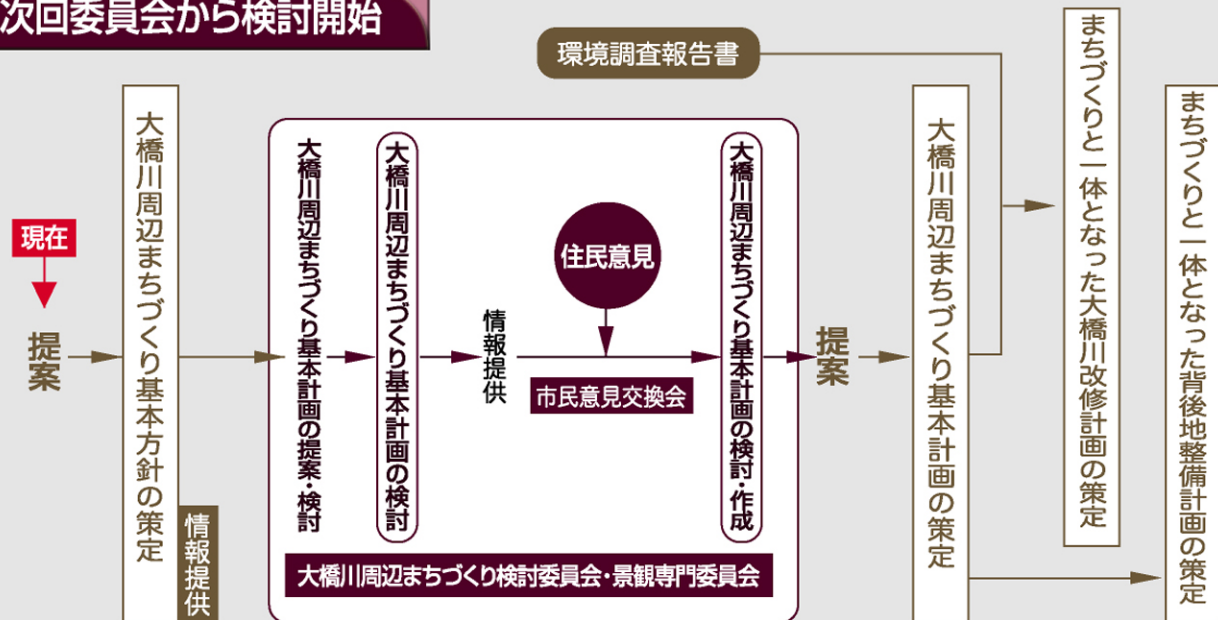 次回委員会から検討開始
現在
提案
大橋川周辺まちづくり基本方針の策定
情報提供
大橋川周辺まちづくり基本計画の提案・検討
大橋川周辺まちづくり基本計画の検討
情報提供
住民意見
市民意見交換会
大橋川周辺まちづくり基本計画の検討・作成
大橋川周辺まちづくり検討委員会・景観専門委員会
提案
環境調査報告書
大橋川周辺まちづくり基本計画の策定
まちづくりと一体となった大橋川改修計画の策定
まちづくりと一体となった背後地整備計画の策定